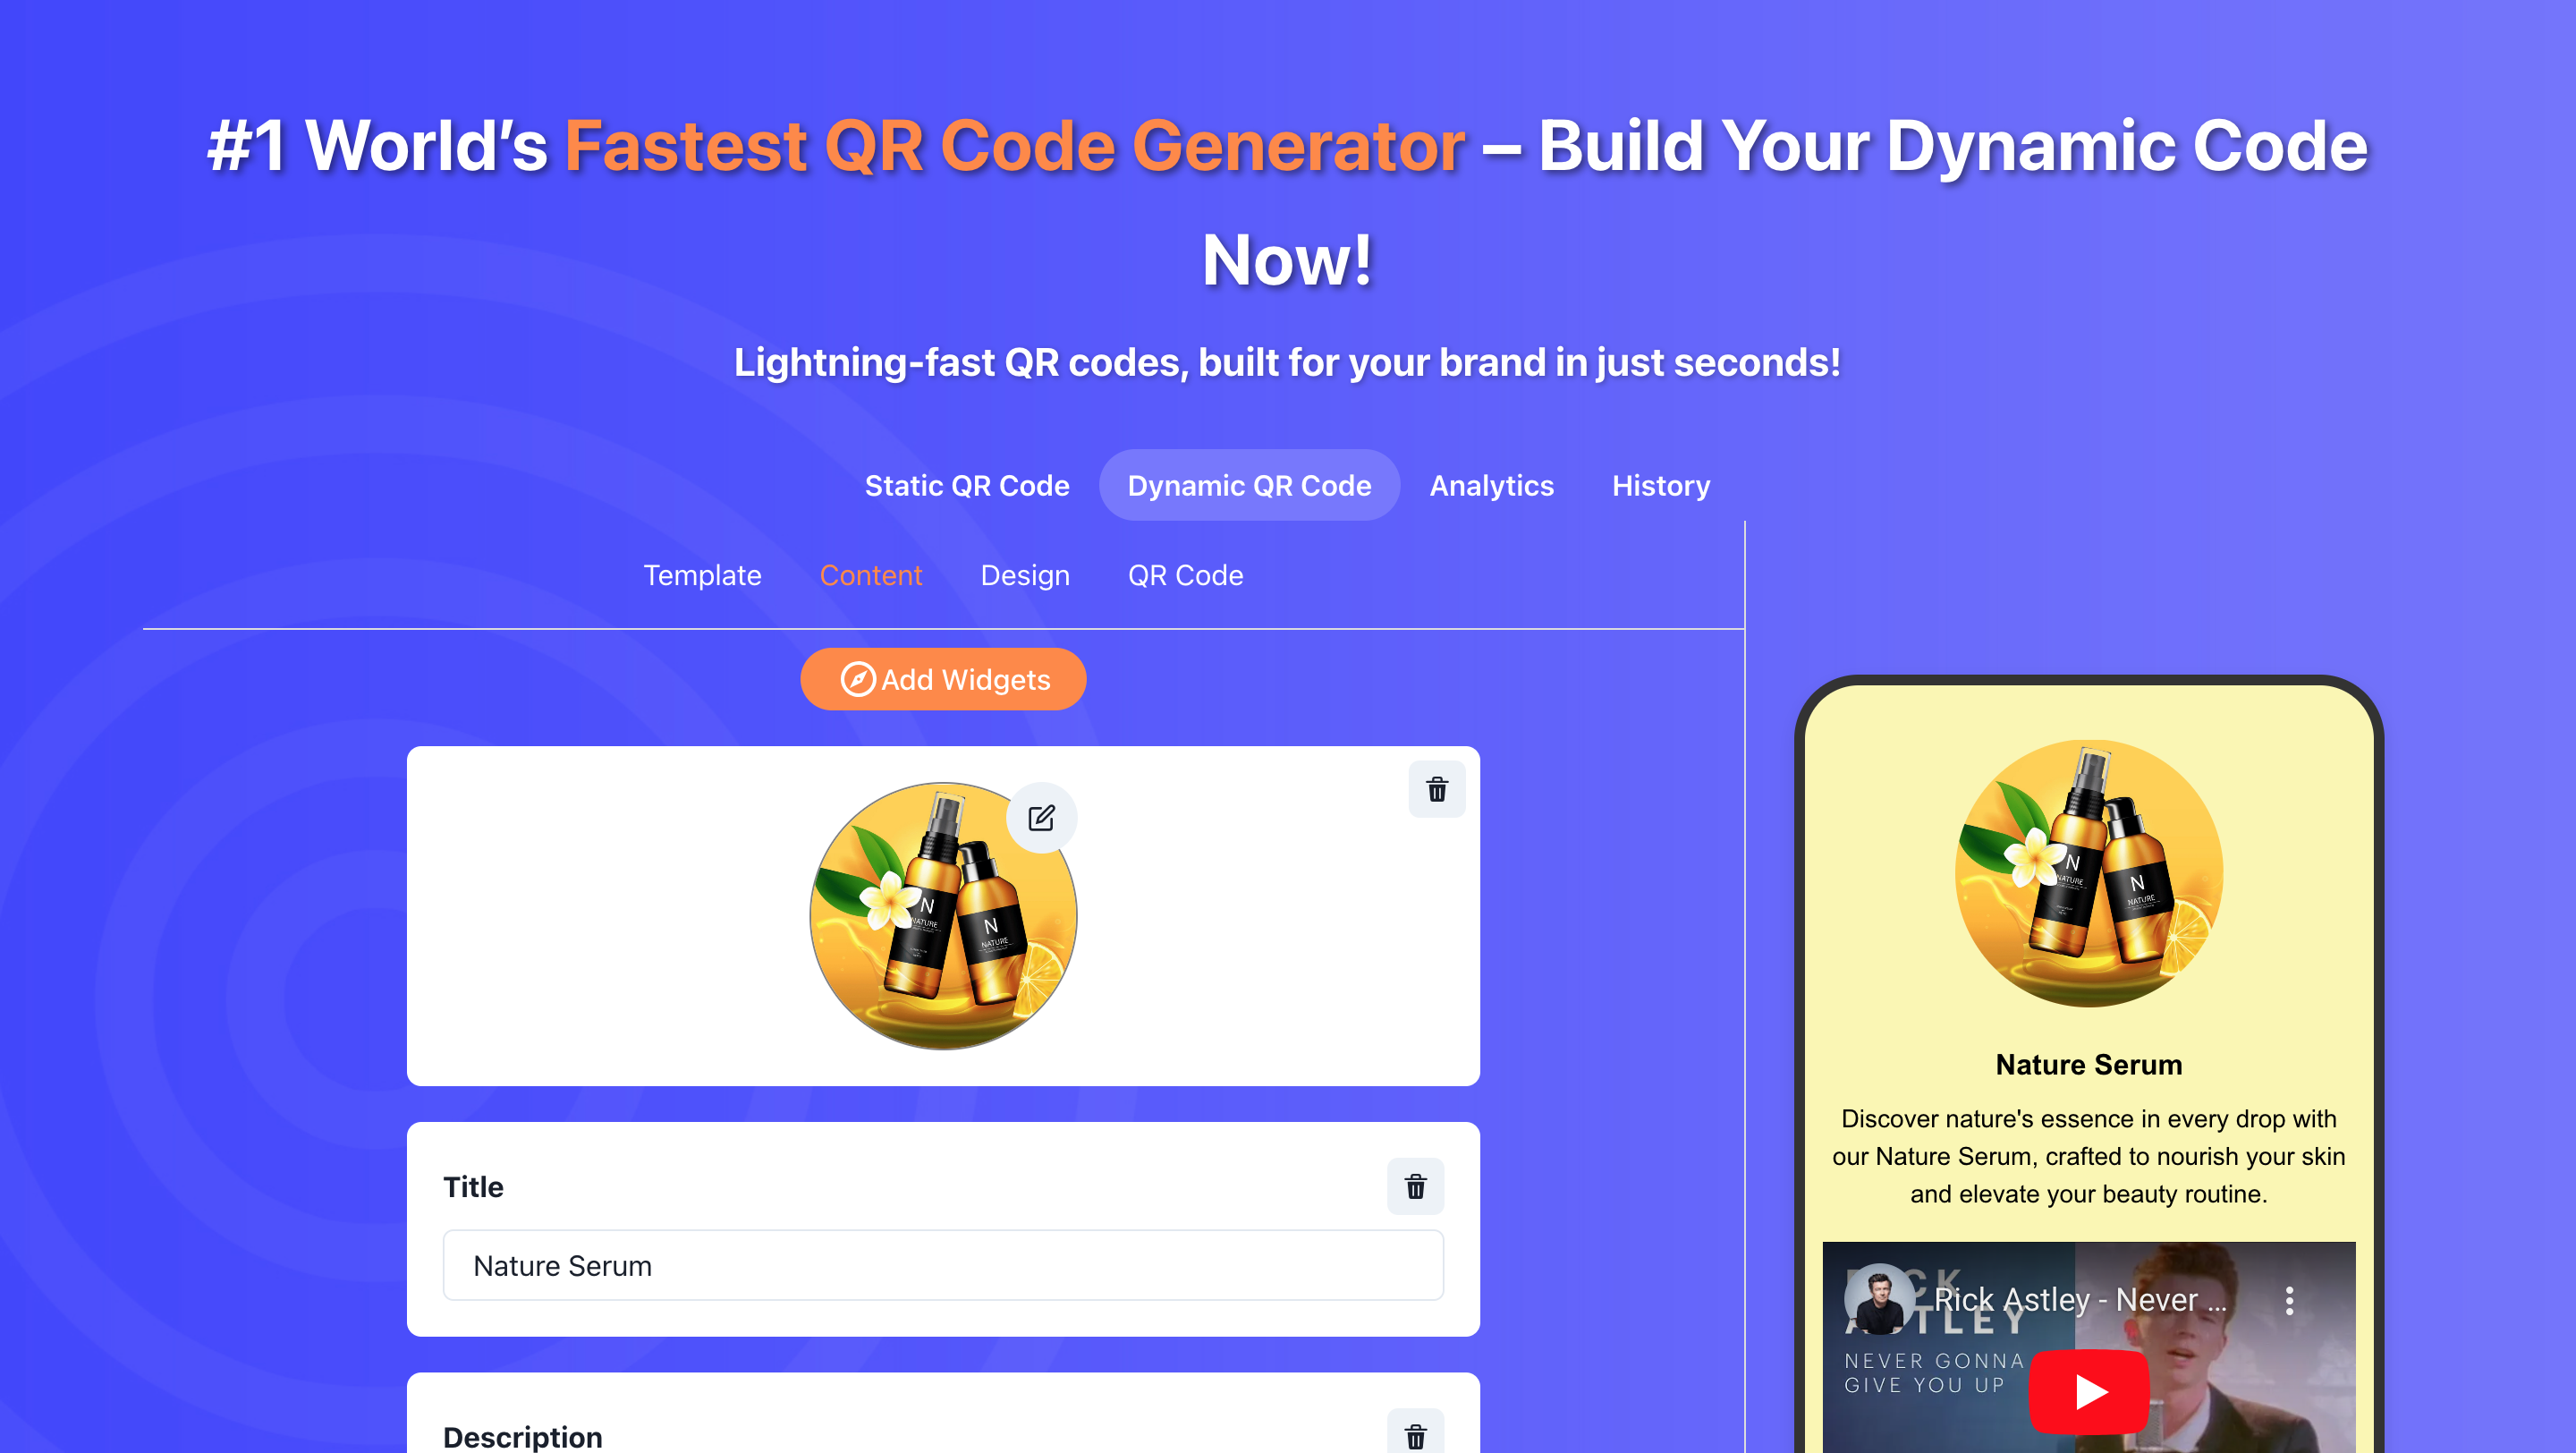 #1 World's Fastest QR Code Generator – Build Your Dynamic Code
Now!
Lightning-fast QR codes, built for your brand in just seconds!
Static QR Code
Dynamic QR Code
Analytics
History
Template
Content
Design
QR Code
Add Widgets
N
NATURE
N
NATURE
Title
Nature Serum
Description
N
NATURE
N
NATURE
Nature Serum
Discover nature's essence in every drop with
our Nature Serum, crafted to nourish your skin
and elevate your beauty routine.
Rick Astley - Never ...
NEVER GONNA
GIVE YOU UP